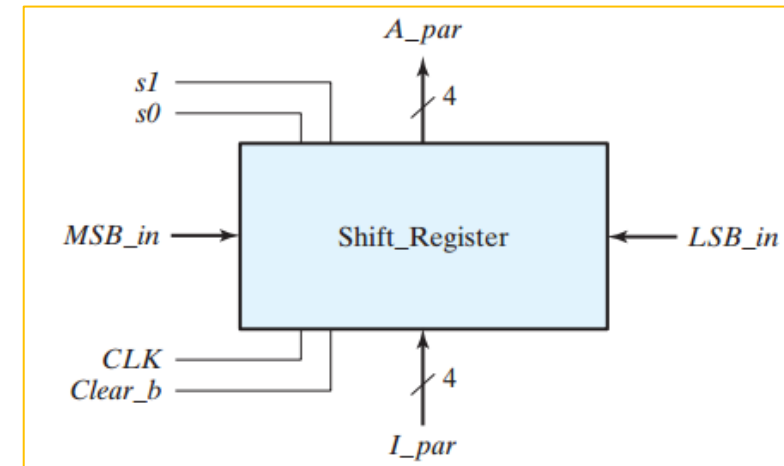 A_par
s1
4
s0
MSB_in
Shift_Register
LSB_in
CLK
4
Clear_b
I_par